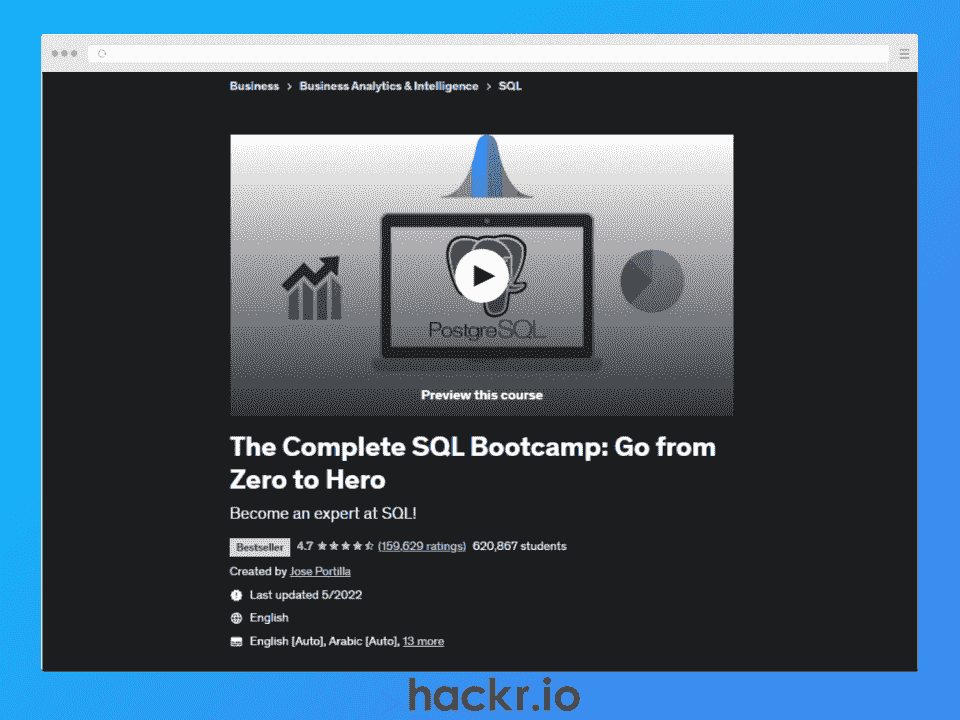 Business > Business Analytics & Intelligence > SQL
PostgreSQL
Preview this course
The Complete SQL Bootcamp: Go from
Zero to Hero
Become an expert at SQL!
Bestseller 4.7 (159,629 ratings) 620,867 students
Created by Jose Portilla
Last updated 5/2022
English
English [Auto], Arabic [Auto], 13 more
hackr.io